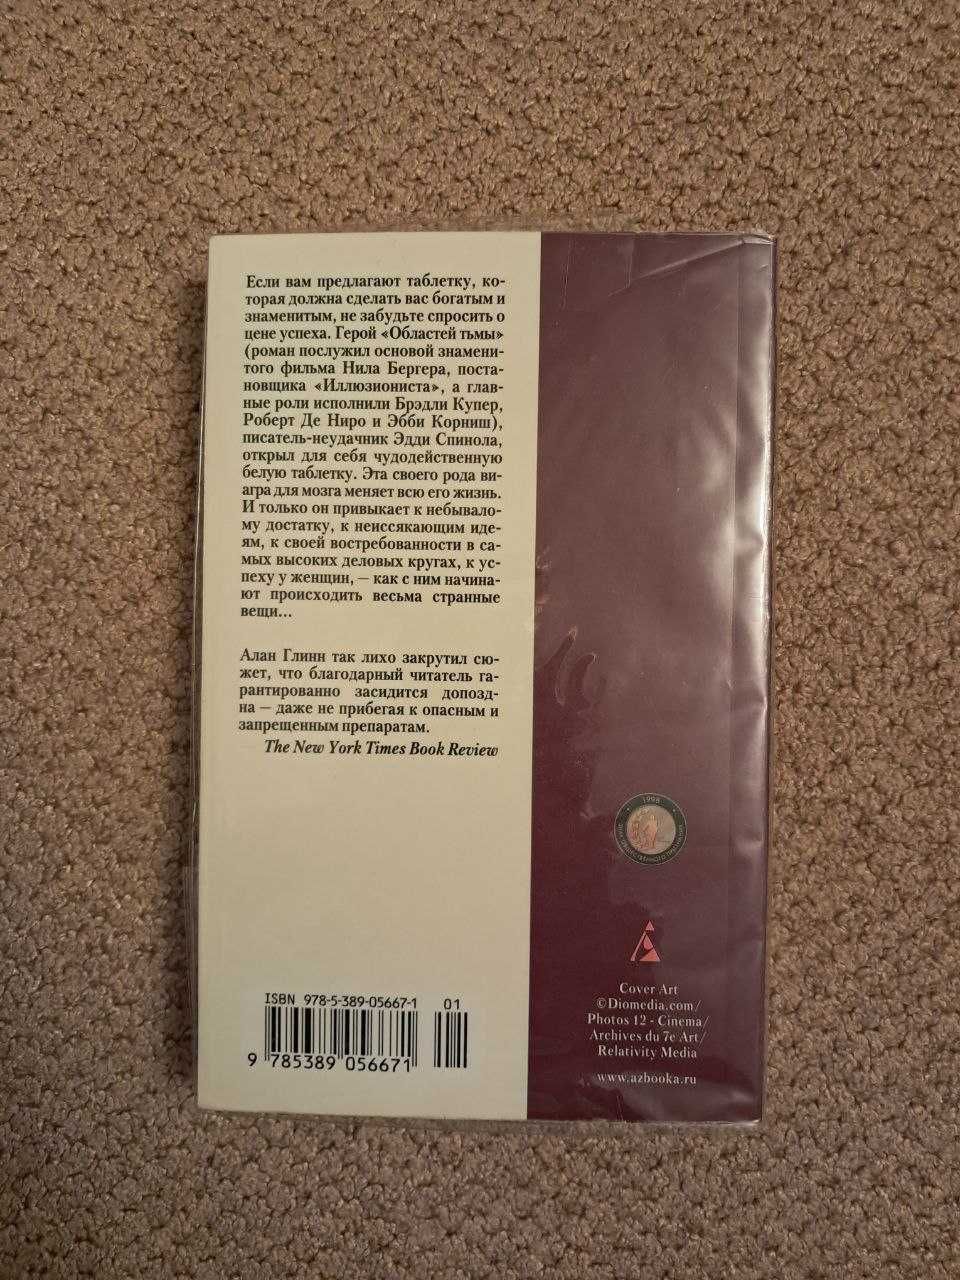 Если вам предлагают таблетку, ко-
торая должна сделать вас богатым и
знаменитым, не забудьте спросить о
цене успеха. Герой «Областей тьмы»
(роман послужил основой знамени-
того фильма Нила Бергера, поста-
новщика «Иллюзиониста», а глав-
ные роли исполнили Брэдли Купер,
Роберт Де Ниро и Эбби Корниш),
писатель-неудачник Эдди Спинола,
открыл для себя чудодейственную
белую таблетку. Эта своего рода ви-
агра для мозга меняет всю его жизнь.
И только он привыкает к небывало-
му достатку, к неиссякающим иде-
ям, к своей востребованности в са-
мых высоких деловых кругах, к ус-
пеху у женщин, – как с ним начина-
ют происходить весьма странные
вещи...
Алан Глинн так лихо закрутил сю-
жет, что благодарный читатель га-
рантированно засидится допозд-
на – даже не прибегая к опасным и
запрещенным препаратам.
The New York Times Book Review
ISBN 978-5-389-05667-1 01
9 785389 056671
1998
Cover Art
©Diomedia.com/
Photos 12 - Cinema/
Archives du 7e Art/
Relativity Media
www.azbooka.ru